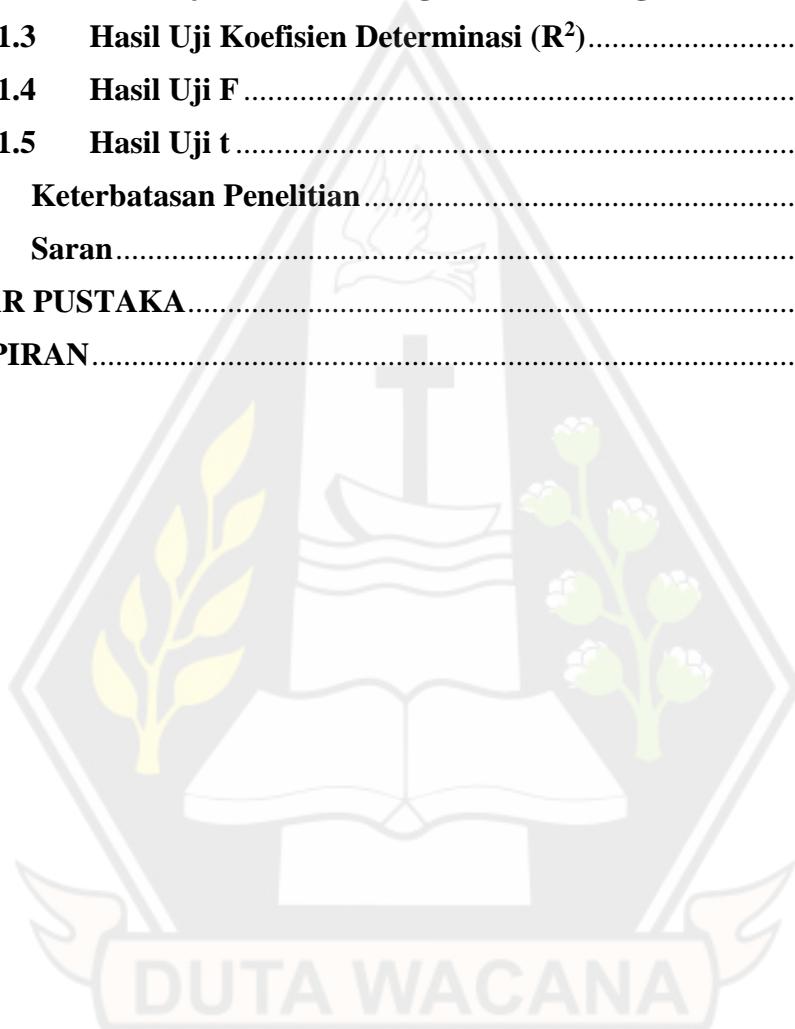 1.3 Hasil Uji Koefisien Determinasi (R²)........................
1.4 Hasil Uji F........................
1.5 Hasil Uji t........................
Keterbatasan Penelitian........................
Saran........................
R PUSTAKA........................
PIRAN........................
DUTA WACANA